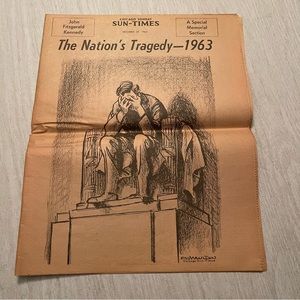 John
Fitzgerald
Kennedy
CHICAGO SUNDAY
SUN-TIMES
A Special
Memorial
Section
The Nation's Tragedy—1963